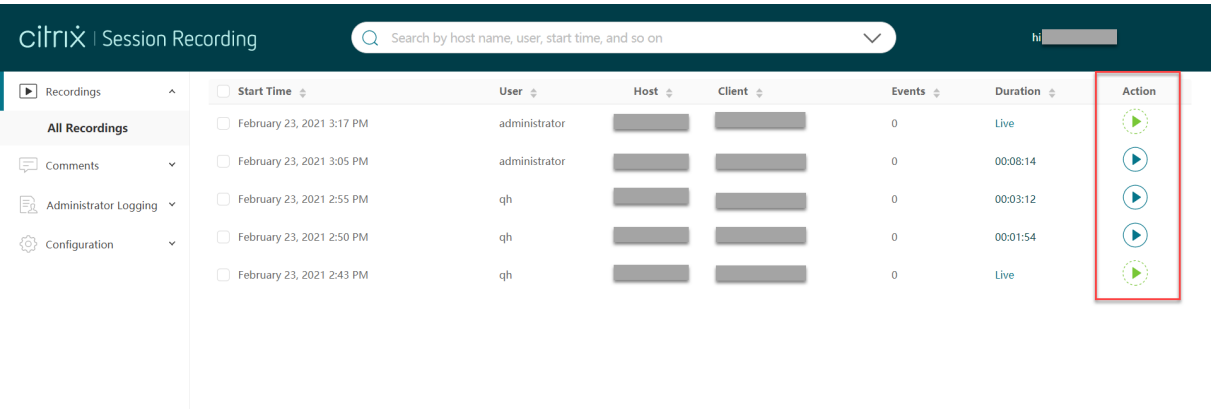 citrix | Session Recording
Search by host name, user, start time, and so on
hi
Recordings
All Recordings
Comments
Administrator Logging
Configuration
Start Time User Host Client Events Duration Action
February 23, 2021 3:17 PM administrator 0 Live
February 23, 2021 3:05 PM administrator 0 00:08:14
February 23, 2021 2:55 PM qh 0 00:03:12
February 23, 2021 2:50 PM qh 0 00:01:54
February 23, 2021 2:43 PM qh 0 Live